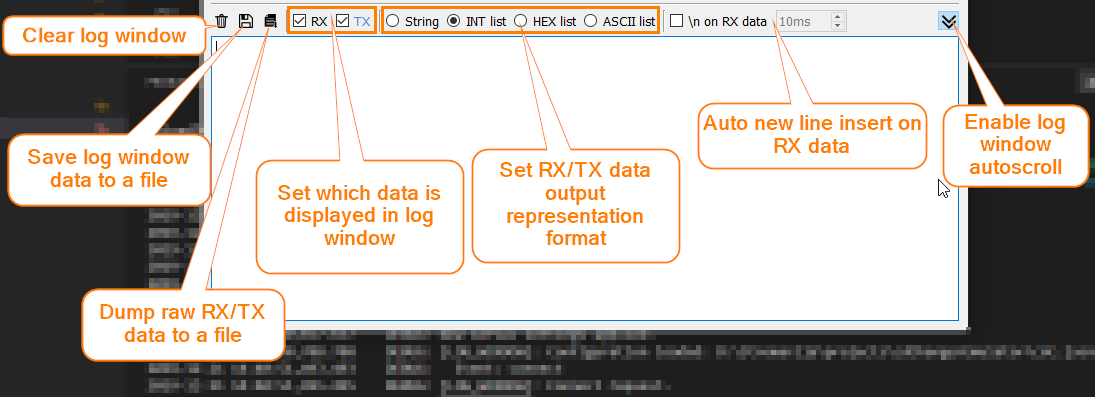 Clear log window
RX TX String INT list HEX list ASCII list \n on RX data 10ms
Save log window
data to a file
Set which data is
displayed in log
window
Set RX/TX data
output
representation
format
Auto new line insert on
RX data
Enable log
window
autoscroll
Dump raw RX/TX
data to a file